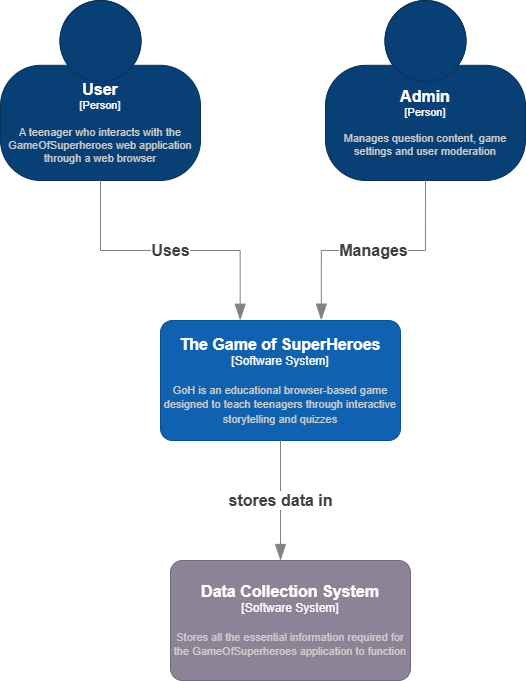 User
[Person]
A teenager who interacts with the
GameOfSuperheroes web application
through a web browser
Admin
[Person]
Manages question content, game
settings and user moderation
Uses
Manages
The Game of SuperHeroes
[Software System]
GoH is an educational browser-based game
designed to teach teenagers through interactive
storytelling and quizzes
stores data in
Data Collection System
[Software System]
Stores all the essential information required for
the GameOfSuperheroes application to function